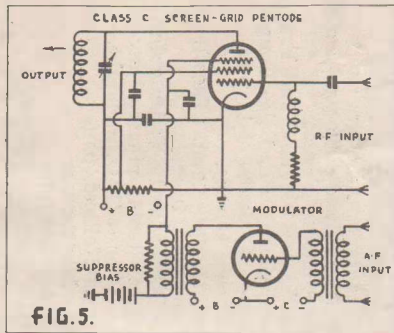 CLASS C SCREEN-GRID PENTODE
OUTPUT
R·F INPUT
+ B -
MODULATOR
SUPPRESSOR
BIAS
+ B - + C -
A·F
INPUT
FIG.5.